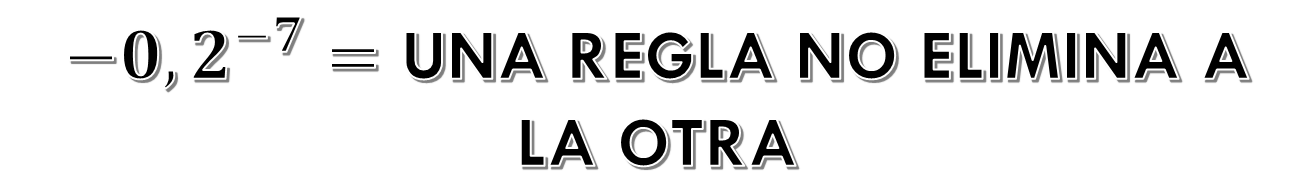 −0,2⁻⁷ = UNA REGLA NO ELIMINA A
LA OTRA